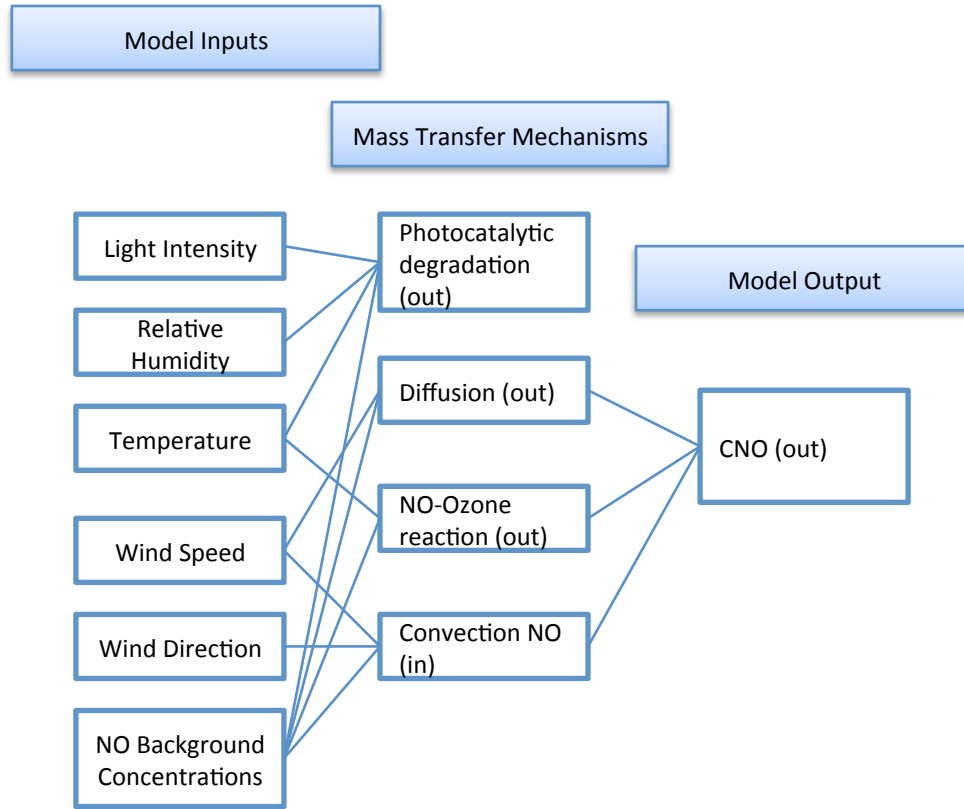 Model Inputs
Mass Transfer Mechanisms
Model Output
Light Intensity
Relative
Humidity
Temperature
Wind Speed
Wind Direction
NO Background
Concentrations
Photocatalytic
degradation
(out)
Diffusion (out)
NO-Ozone
reaction (out)
Convection NO
(in)
CNO (out)